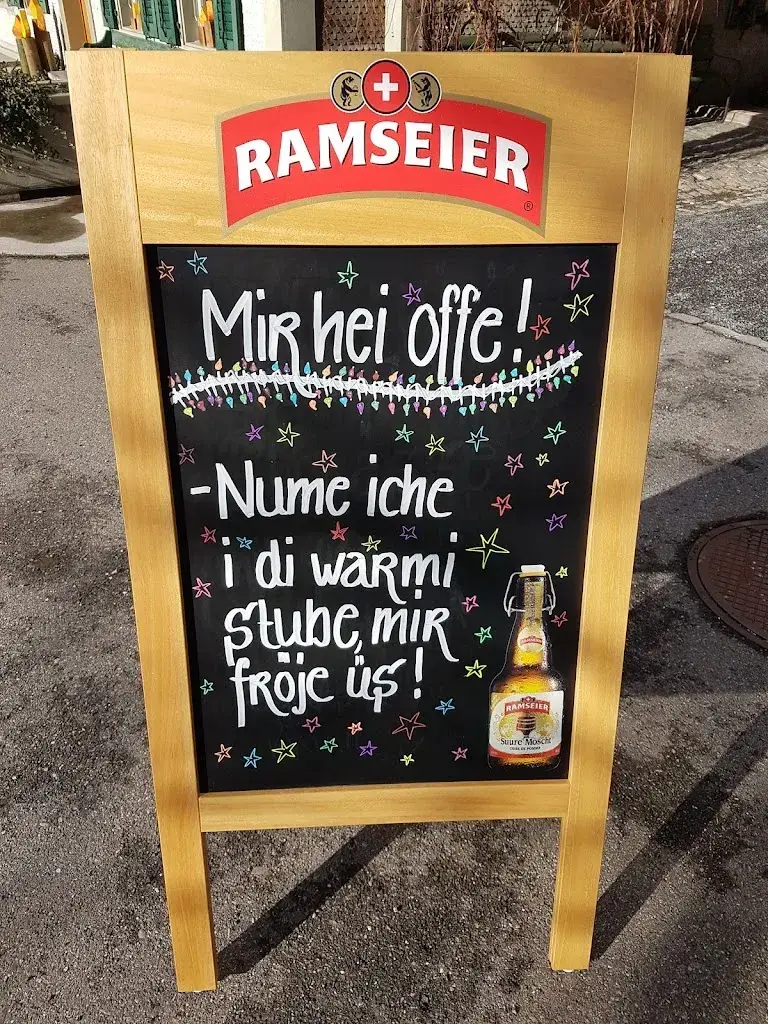 RAMSEIER
®
Mir hei offe!
-Nume iche
i di warmi
stube, mir
fröje üs!
RAMSEIER
Suure Moscht